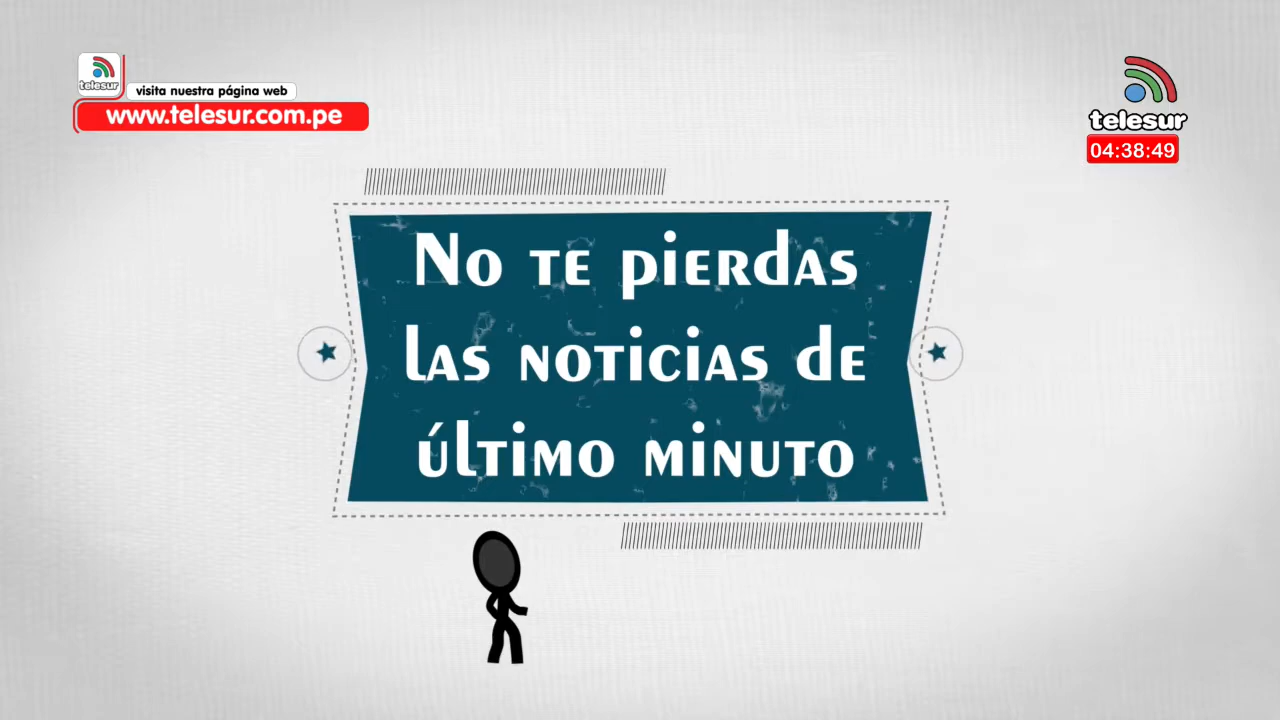 telesur
visita nuestra página web
www.telesur.com.pe
telesur
04:38:49
No te pierdas
las noticias de
último minuto